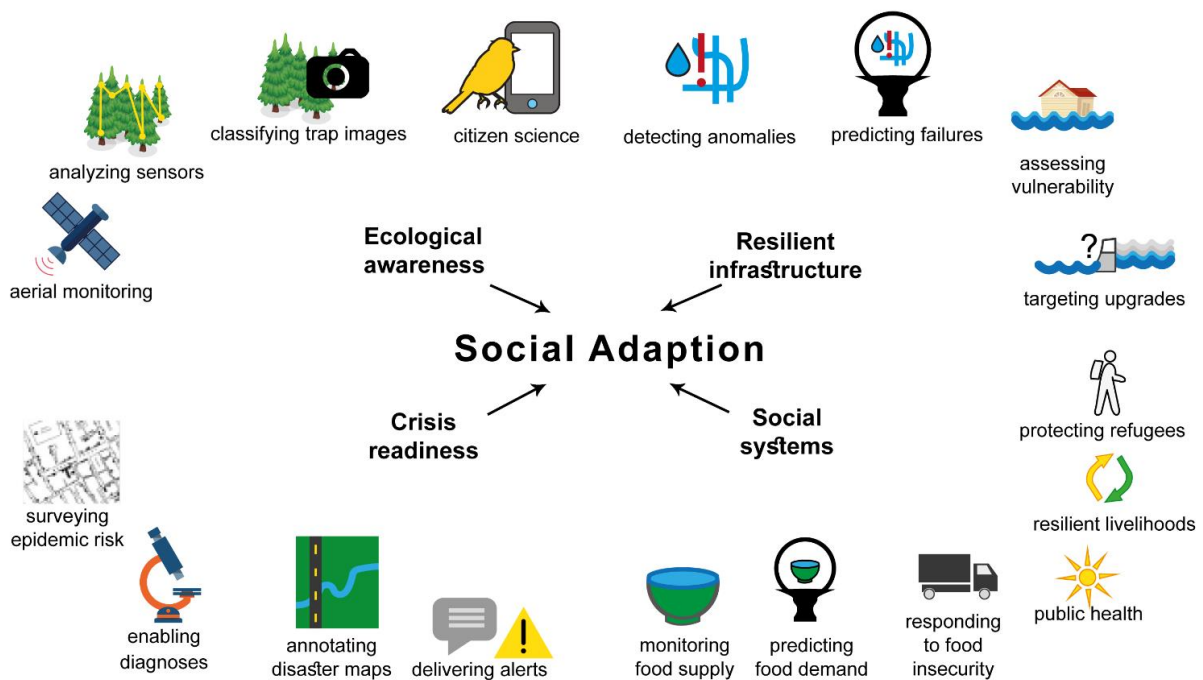 classifying trap images
citizen science
detecting anomalies
predicting failures
analyzing sensors
assessing
vulnerability
aerial monitoring
Ecological
awareness
Resilient
infrastructure
?
targeting upgrades
Social Adaption
Crisis
readiness
Social
systems
protecting refugees
surveying
epidemic risk
resilient livelihoods
enabling
diagnoses
annotating
disaster maps
!
delivering alerts
monitoring
food supply
predicting
food demand
responding
to food
insecurity
public health